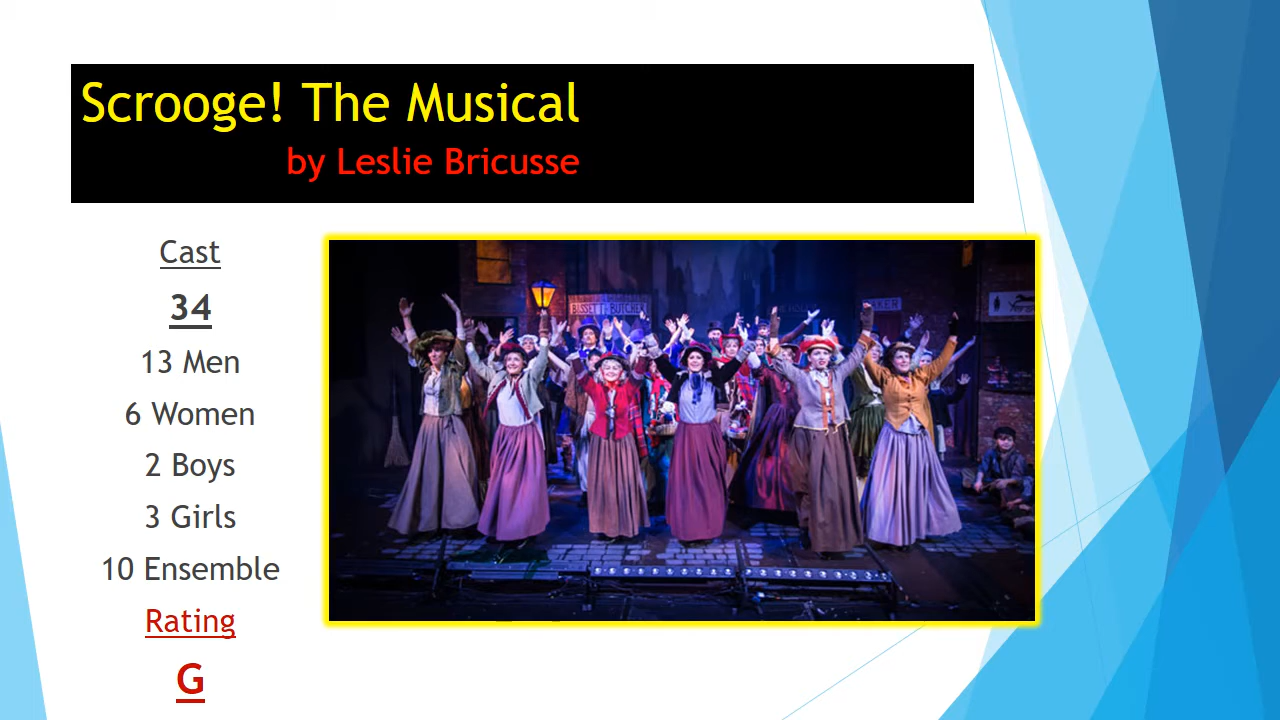 Scrooge! The Musical
by Leslie Bricusse
Cast
34
13 Men
6 Women
2 Boys
3 Girls
10 Ensemble
Rating
G